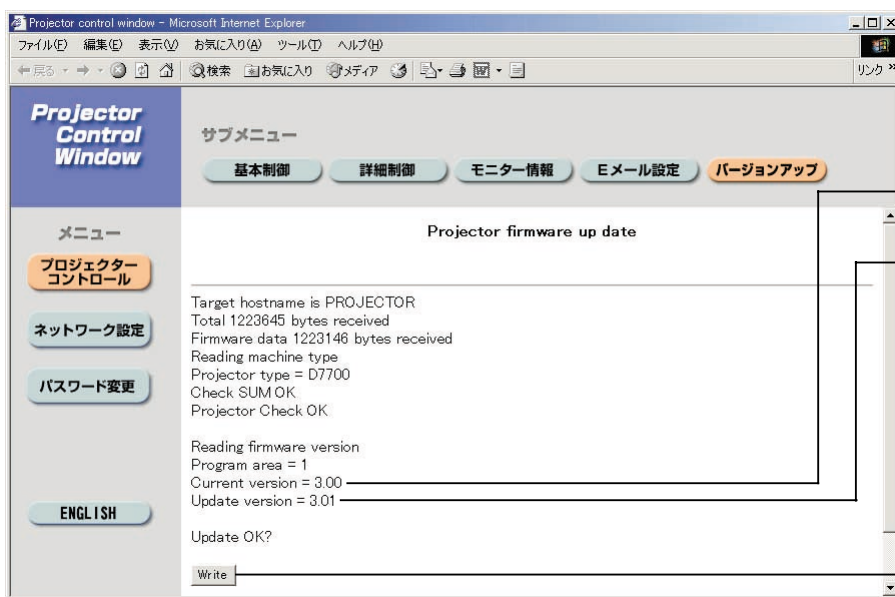 Projector control window - Microsoft Internet Explorer
ファイル(F) 編集(E) 表示(V) お気に入り(A) ツール(T) ヘルプ(H)
戻る 検索 お気に入り メディア リンク »
Projector
Control
Window
サブメニュー
基本制御 詳細制御 モニター情報 Eメール設定 バージョンアップ
メニュー
プロジェクター
コントロール
ネットワーク設定
パスワード変更
ENGLISH
Projector firmware up date
Target hostname is PROJECTOR
Total 1223645 bytes received
Firmware data 1223146 bytes received
Reading machine type
Projector type = D7700
Check SUM OK
Projector Check OK
Reading firmware version
Program area = 1
Current version = 3.00
Update version = 3.01
Update OK?
Write